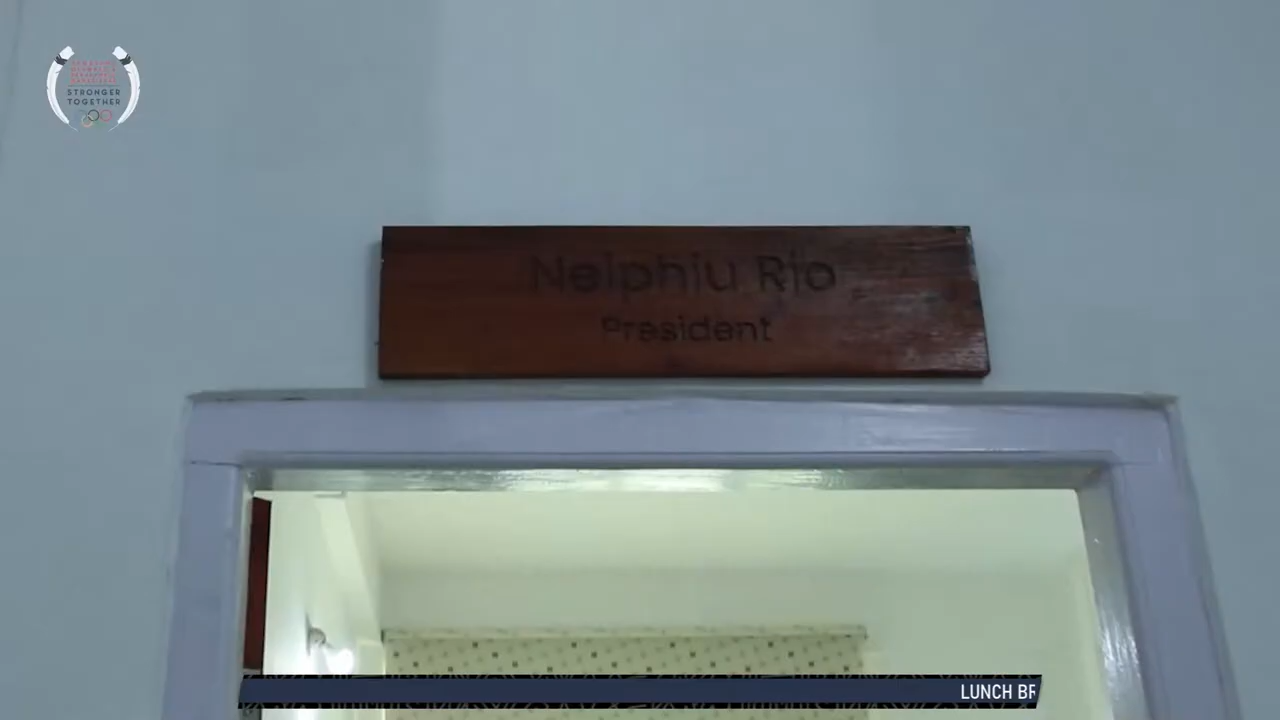 STRONGER
TOGETHER
Neiphiu Rio
President
LUNCH BR